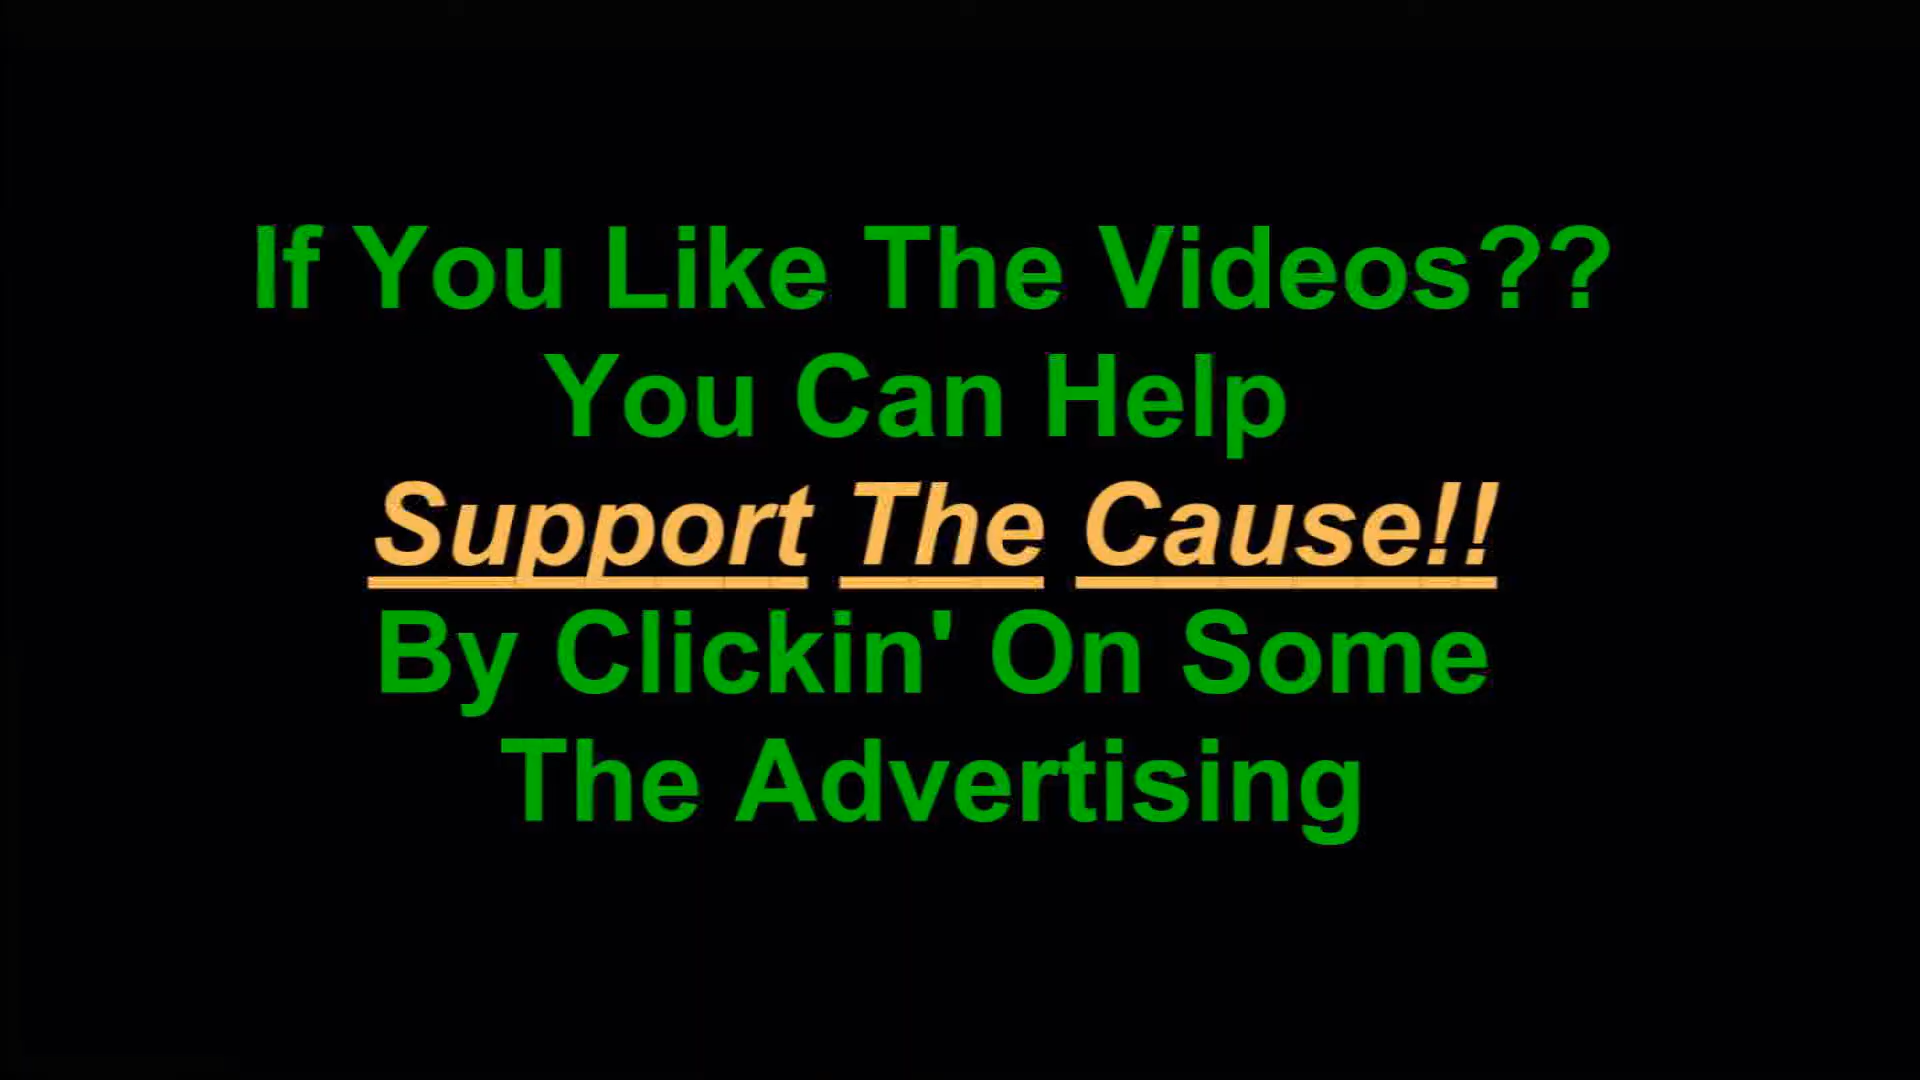 If You Like The Videos??
You Can Help
Support The Cause!!
By Clickin' On Some
The Advertising